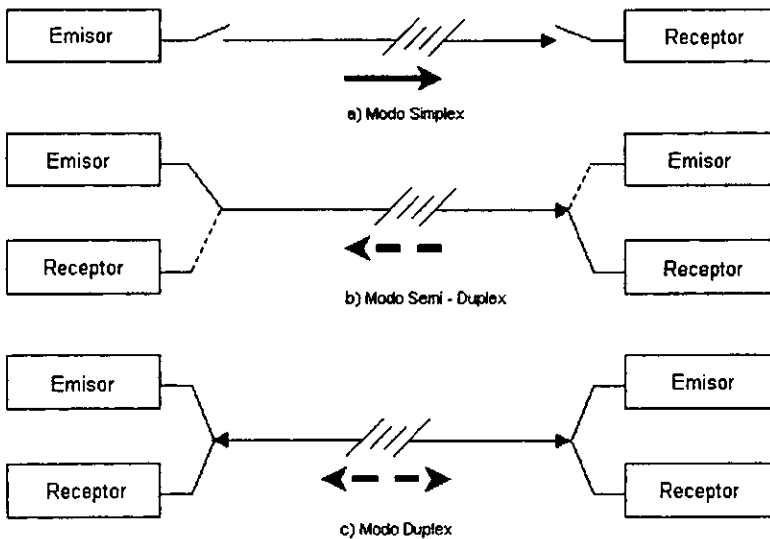 Emisor
Receptor
a) Modo Simplex
Emisor
Emisor
Receptor
Receptor
b) Modo Semi - Duplex
Emisor
Emisor
Receptor
Receptor
c) Modo Duplex